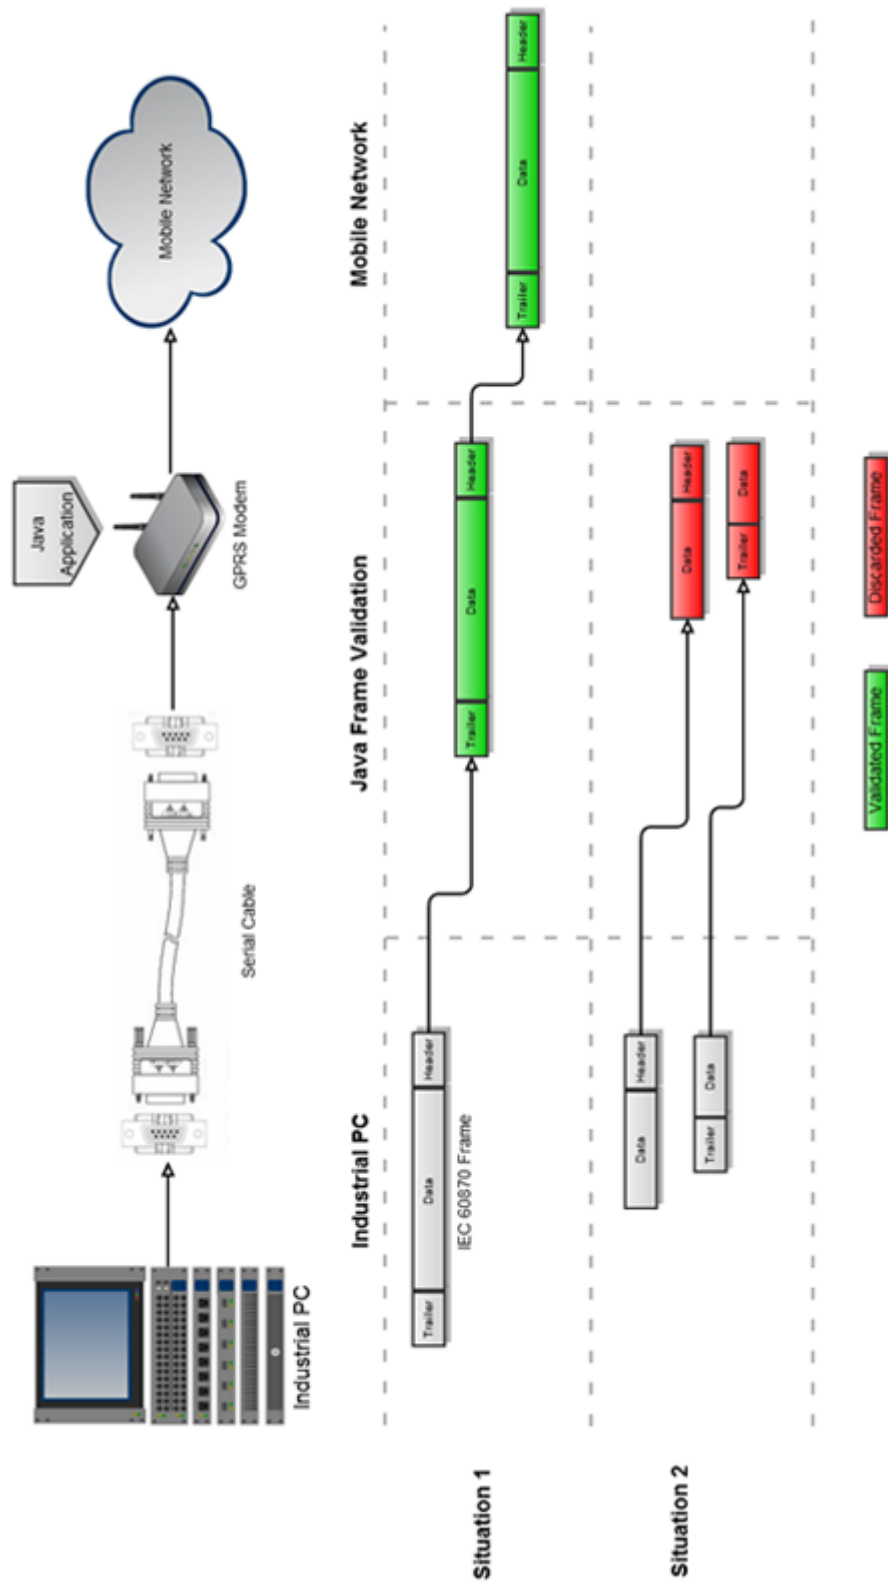 Java
Application
Mobile Network
GPRS Modem
Serial Cable
Industrial PC
Industrial PC
Java Frame Validation
Mobile Network
Situation 1
Trailer
Data
Header
IEC 60870 Frame
Trailer
Data
Header
Trailer
Data
Header
Situation 2
Data
Header
Trailer
Data
Data
Header
Trailer
Data
Validated Frame
Discarded Frame